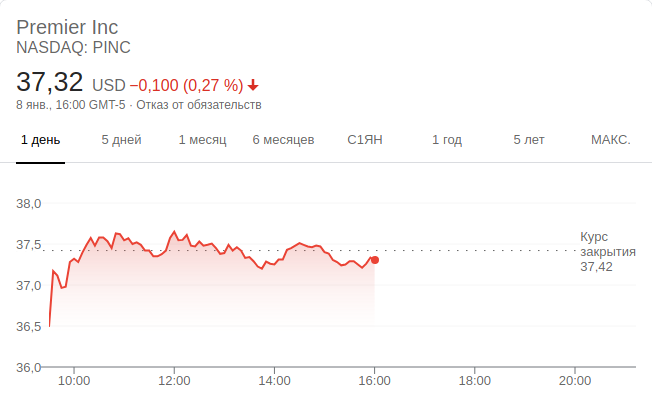 Premier Inc
NASDAQ: PINC
37,32 USD −0,100 (0,27 %)
8 янв., 16:00 GMT-5 · Отказ от обязательств
1 день 5 дней 1 месяц 6 месяцев С1ЯН 1 год 5 лет МАКС.
38,0
37,5
37,0
36,5
36,0
Курс
закрытия
37,42
10:00 12:00 14:00 16:00 18:00 20:00